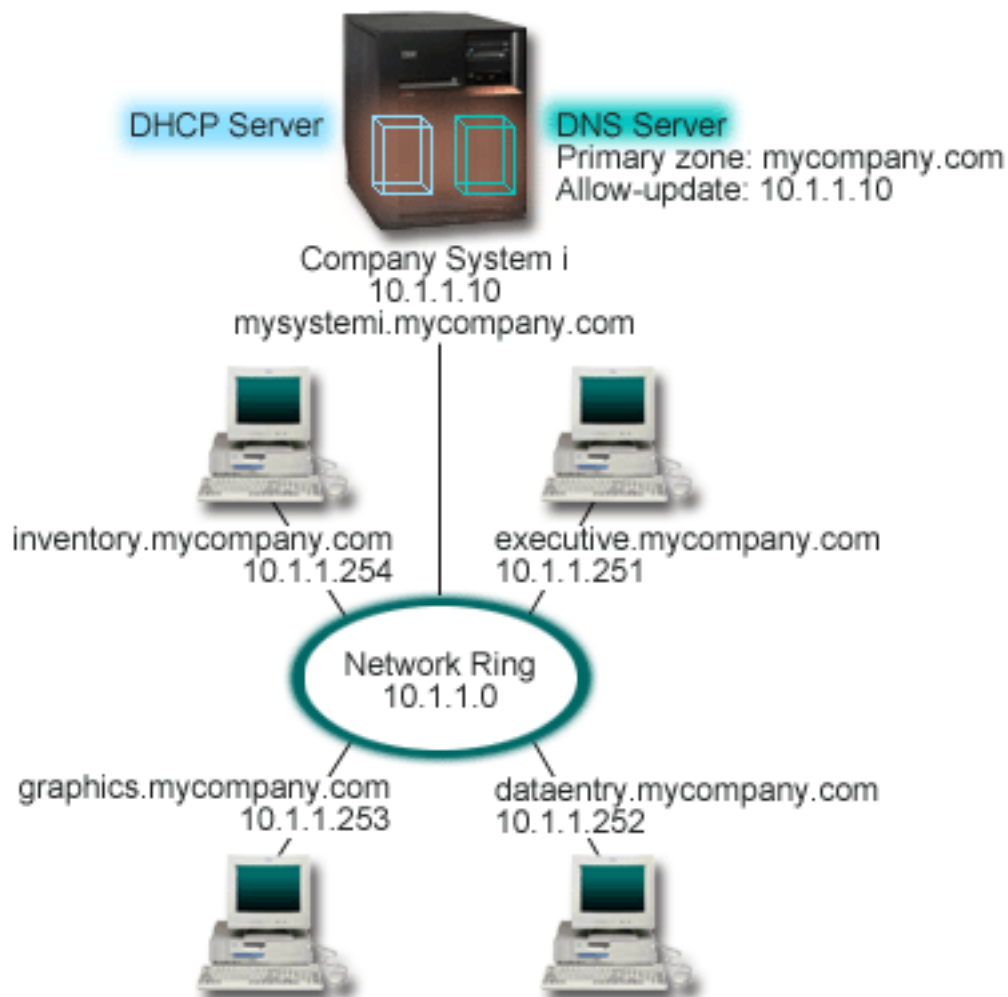 DHCP Server
DNS Server
Primary zone: mycompany.com
Allow-update: 10.1.1.10
Company System i
10.1.1.10
mysystemi.mycompany.com
inventory.mycompany.com
10.1.1.254
executive.mycompany.com
10.1.1.251
Network Ring
10.1.1.0
graphics.mycompany.com
10.1.1.253
dataentry.mycompany.com
10.1.1.252